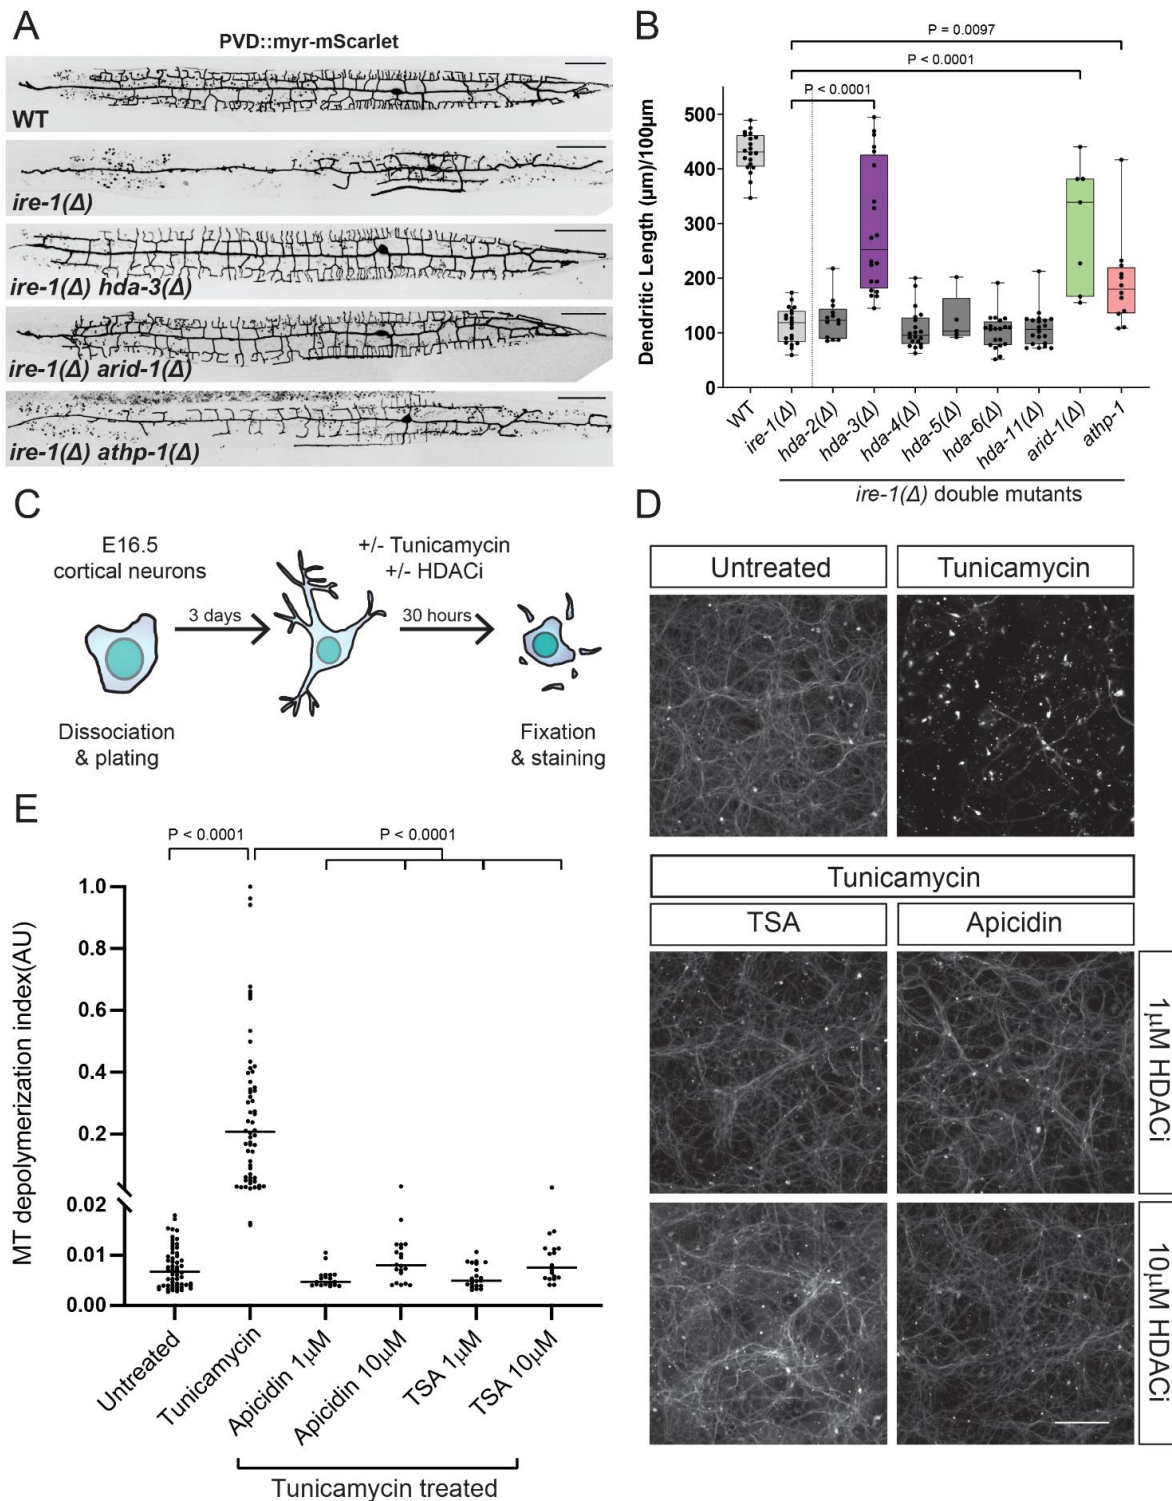 A
PVD::myr-mScarlet
WT
ire-1(Δ)
ire-1(Δ) hda-3(Δ)
ire-1(Δ) arid-1(Δ)
ire-1(Δ) athp-1(Δ)
B
P = 0.0097
P < 0.0001
P < 0.0001
Dendritic Length (µm)/100µm
500
400
300
200
100
0
WT
ire-1(Δ)
hda-2(Δ)
hda-3(Δ)
hda-4(Δ)
hda-5(Δ)
hda-6(Δ)
hda-11(Δ)
arid-1(Δ)
athp-1
ire-1(Δ) double mutants
C
E16.5
cortical neurons
3 days
+/- Tunicamycin
+/- HDACi
30 hours
Dissociation
& plating
Fixation
& staining
D
Untreated
Tunicamycin
Tunicamycin
TSA
Apicidin
1µM HDACi
10µM HDACi
E
P < 0.0001
P < 0.0001
MT depolymerization index(AU)
1.0
0.8
0.6
0.4
0.2
0.02
0.01
0.00
Untreated
Tunicamycin
Apicidin 1µM
Apicidin 10µM
TSA 1µM
TSA 10µM
Tunicamycin treated